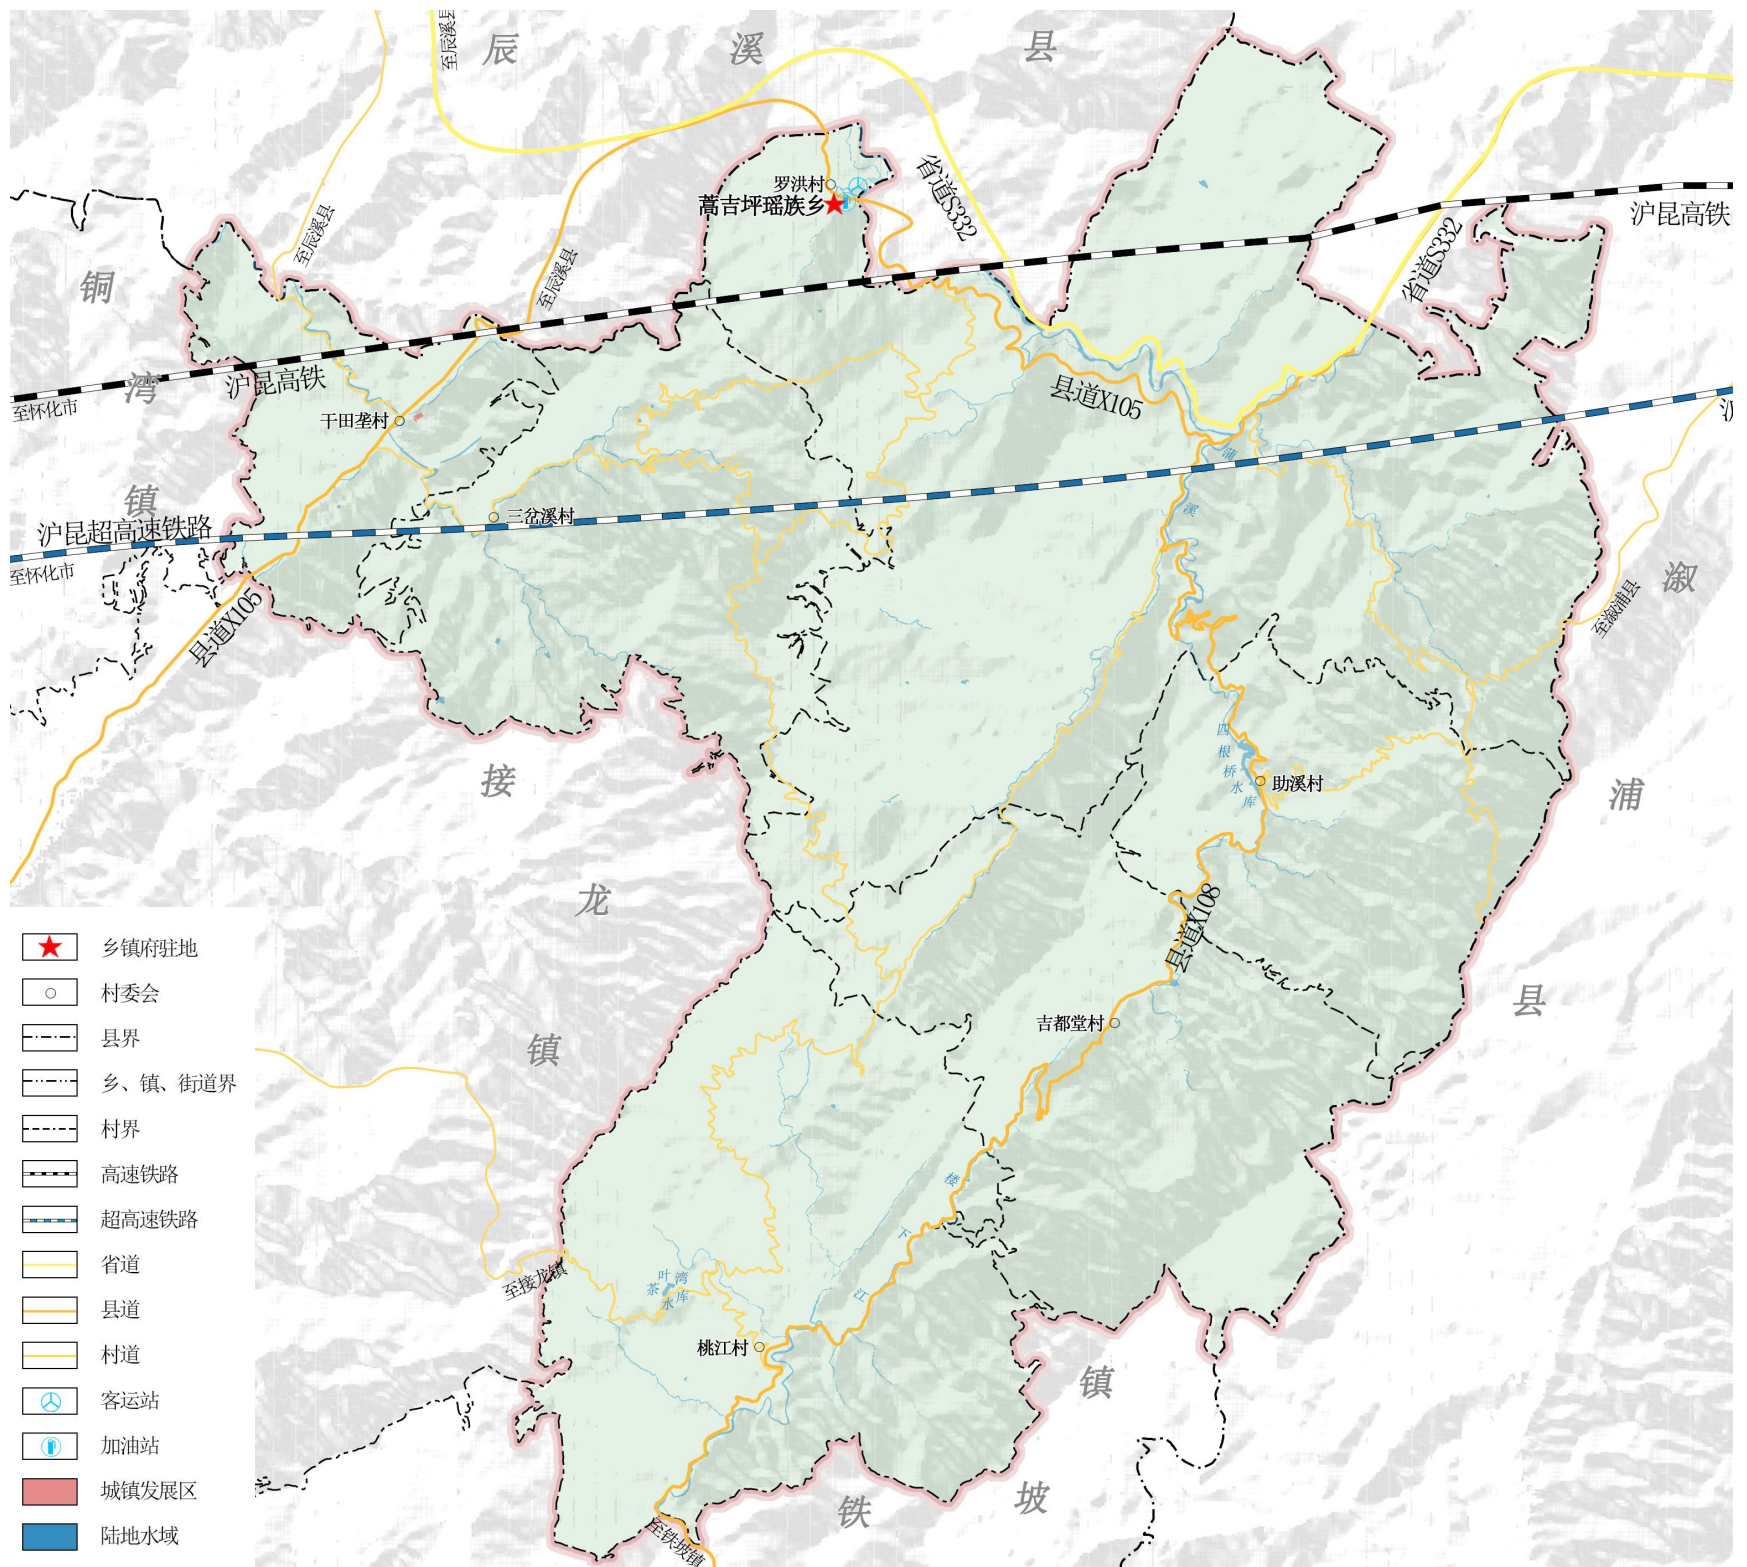 至辰溪县
辰
溪
县
罗洪村
蒿吉坪瑶族乡
省道S332
沪昆高铁
省道S332
至辰溪县
至辰溪县
铜
湾
镇
沪昆高铁
至怀化市
县道X105
干田垄村
三岔溪村
沪昆超高速铁路
至怀化市
县道X105
蒲
溪
溆
浦
县
至溆浦县
四
根
桥
水
库
助溪村
接
龙
镇
县道X108
吉都堂村
楼
下
江
至接龙镇
茶
叶
湾
水
库
桃江村
至铁坡镇
铁
坡
镇
乡镇府驻地
村委会
县界
乡、镇、街道界
村界
高速铁路
超高速铁路
省道
县道
村道
客运站
加油站
城镇发展区
陆地水域